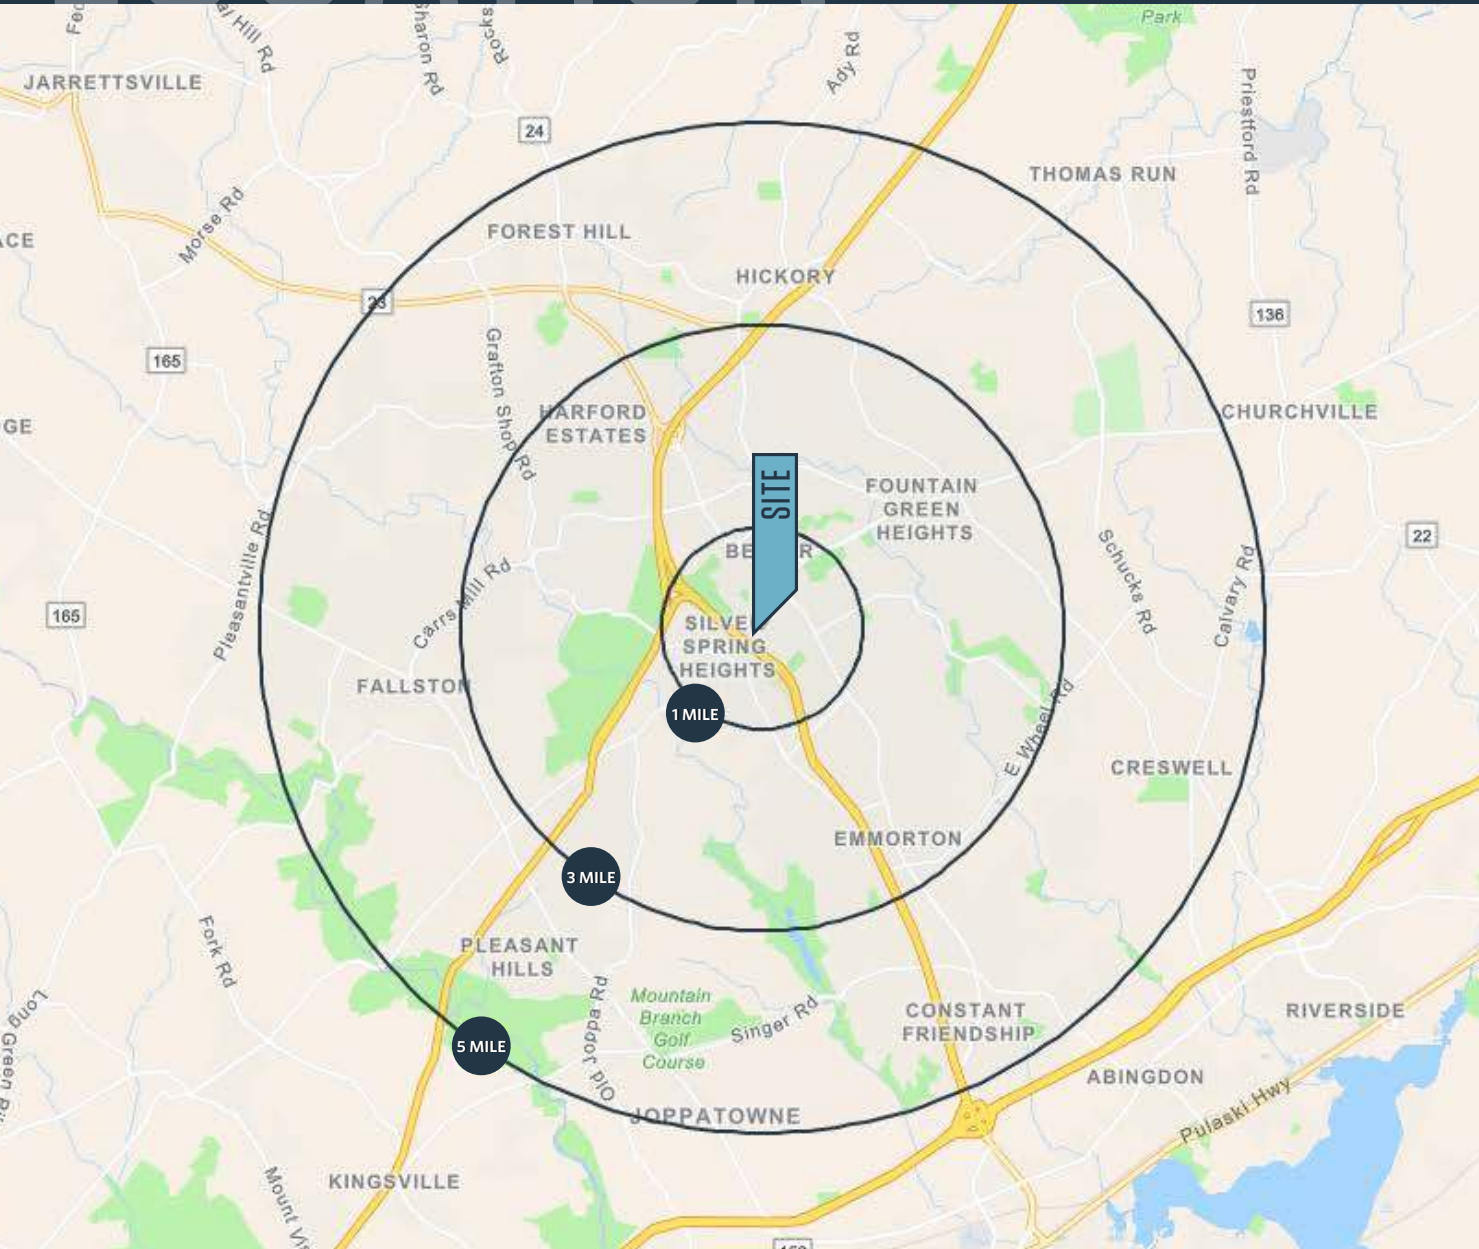 Park
JARRETTSVILLE
Sharon Rd
Ady Rd
Priestford Rd
24
THOMAS RUN
Morse Rd
FOREST HILL
HICKORY
23
136
165
Grafton Shop Rd
HARFORD
ESTATES
CHURCHVILLE
SITE
FOUNTAIN
GREEN
HEIGHTS
22
Pleasantville Rd
Carrs Mill Rd
Schucks Rd
Calvary Rd
165
SPRING
HEIGHTS
FALLSTON
1 MILE
E Wheel Rd
CRESWELL
EMMORTON
3 MILE
Fork Rd
PLEASANT
HILLS
Old Joppa Rd
Mountain
Branch
Golf
Course
Singer Rd
CONSTANT
FRIENDSHIP
RIVERSIDE
5 MILE
ABINGDON
Pulaski Hwy
JOPPATOWNE
KINGSVILLE